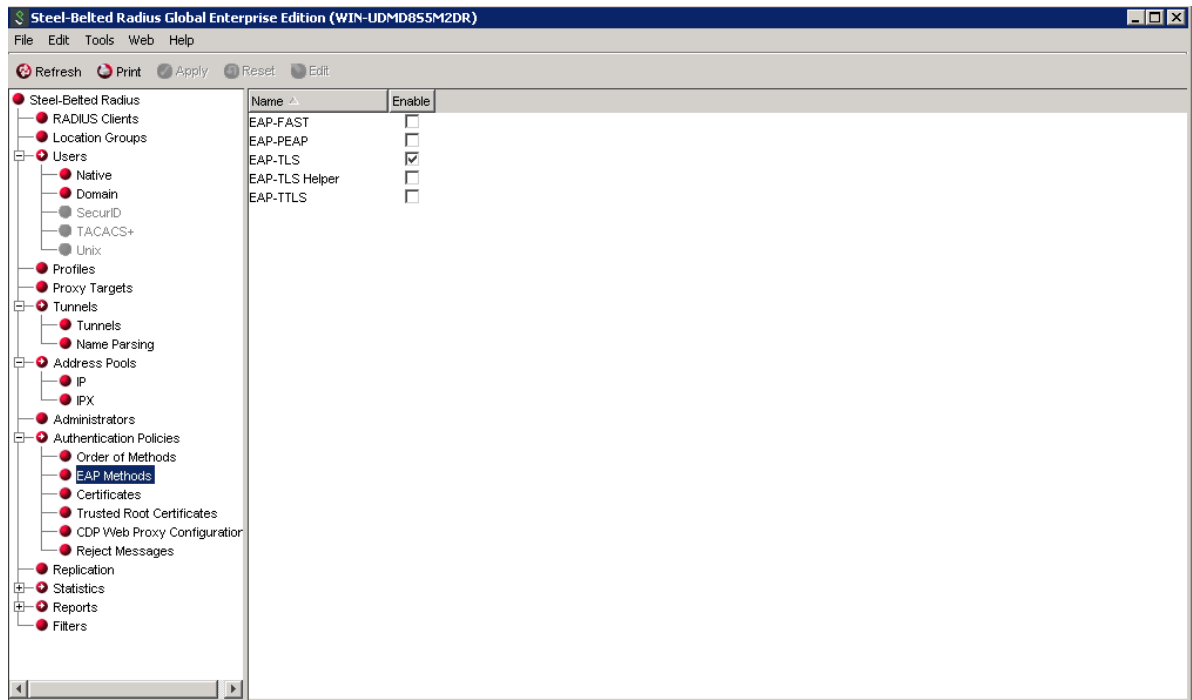 Steel-Belted Radius Global Enterprise Edition (WIN-UDMD8S5M2DR)
File Edit Tools Web Help
Refresh Print Apply Reset Edit
Steel-Belted Radius
RADIUS Clients
Location Groups
Users
Native
Domain
SecurID
TACACS+
Unix
Profiles
Proxy Targets
Tunnels
Tunnels
Name Parsing
Address Pools
IP
IPX
Administrators
Authentication Policies
Order of Methods
EAP Methods
Certificates
Trusted Root Certificates
CDP Web Proxy Configuration
Reject Messages
Replication
Statistics
Reports
Filters
Name Enable
EAP-FAST
EAP-PEAP
EAP-TLS
EAP-TLS Helper
EAP-TTLS